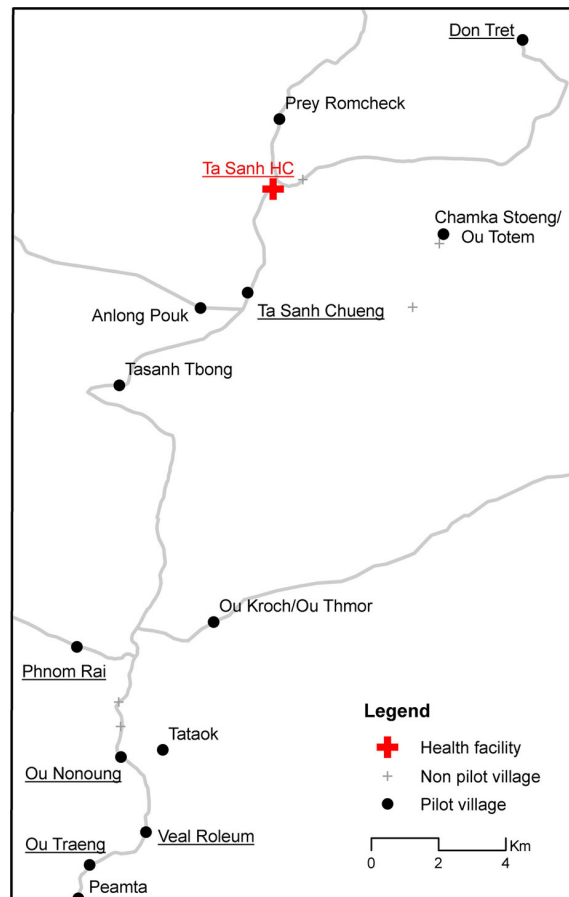 Don Tret
Prey Romcheck
Ta Sanh HC
Chamka Stoeng/
Ou Totem
Anlong Pouk
Ta Sanh Chueng
Tasanh Tbong
Ou Kroch/Ou Thmor
Phnom Rai
Legend
Health facility
Tataok
Non pilot village
Ou Nonoung
Pilot village
Veal Roleum
Ou Traeng
Km
0 2 4
Peamta